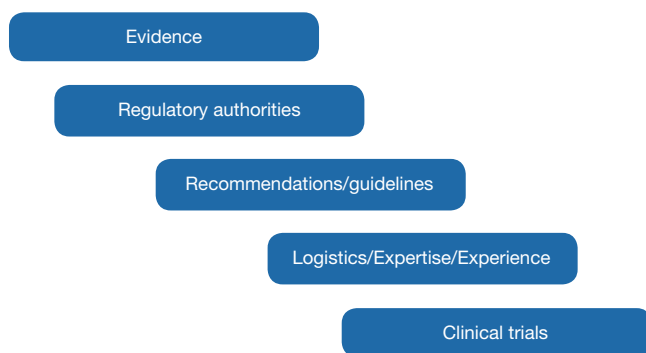 Evidence
Regulatory authorities
Recommendations/guidelines
Logistics/Expertise/Experience
Clinical trials